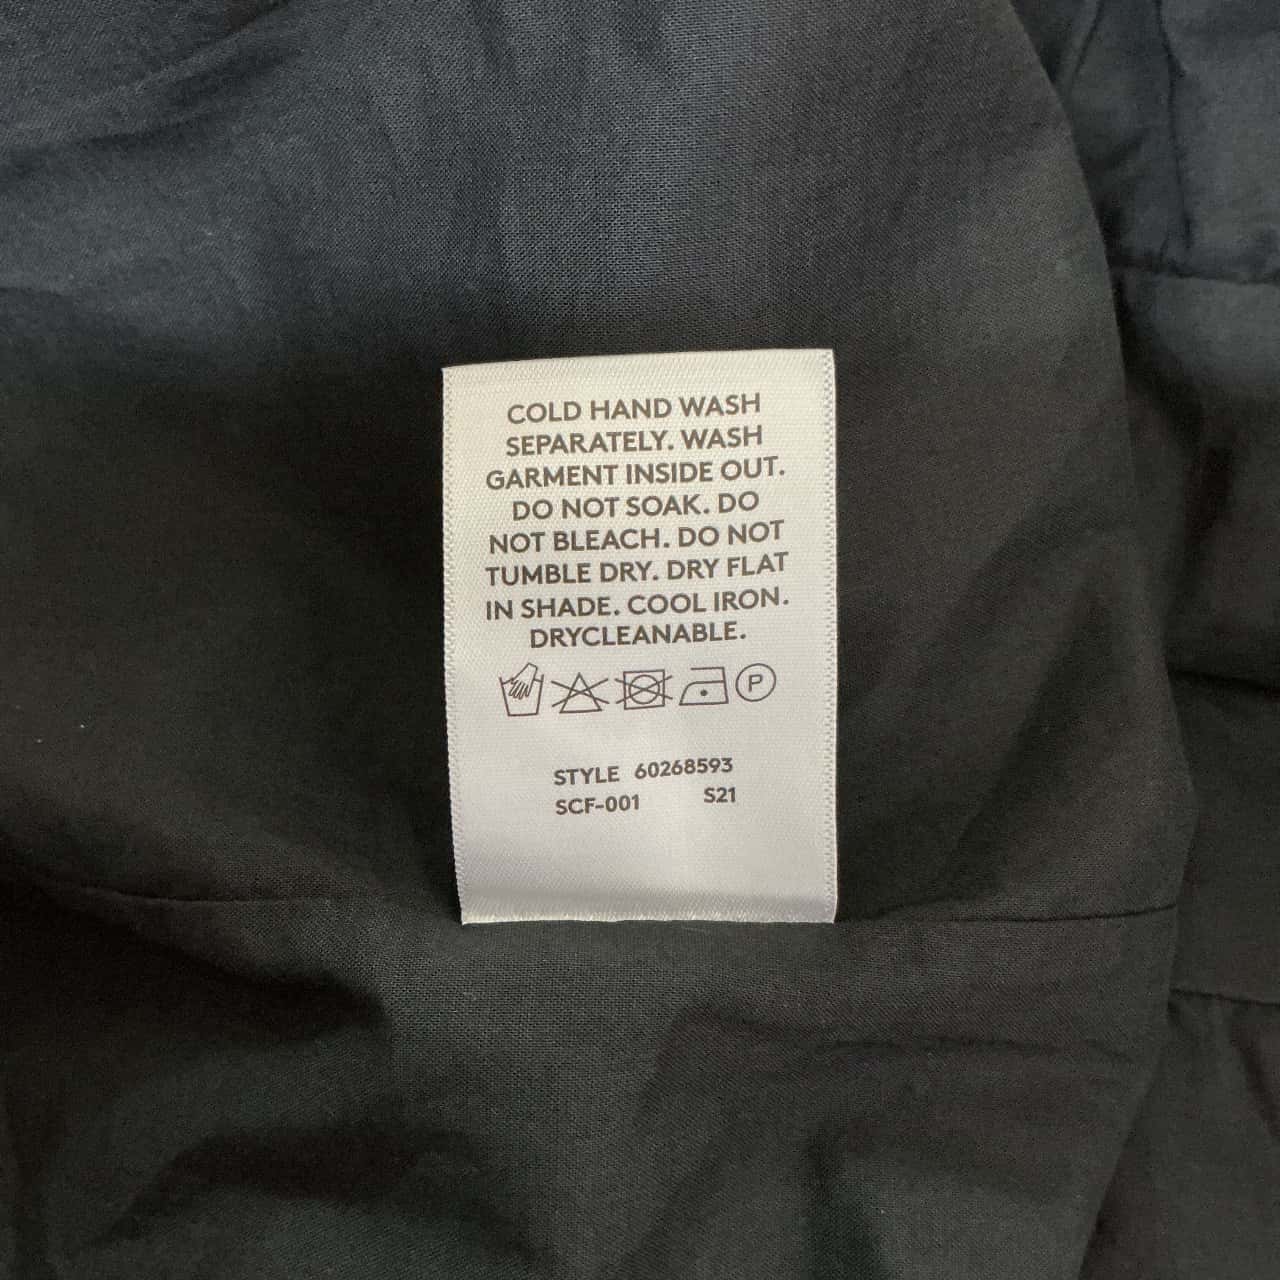 COLD HAND WASH
SEPARATELY. WASH
GARMENT INSIDE OUT.
DO NOT SOAK. DO
NOT BLEACH. DO NOT
TUMBLE DRY. DRY FLAT
IN SHADE. COOL IRON.
DRYCLEANABLE.
P
STYLE 60268593
SCF-001 S21